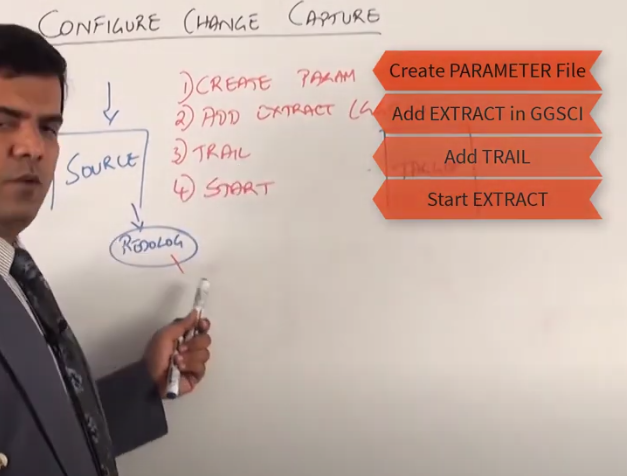 CONFIGURE CHANGE CAPTURE
1) CREATE PARAM
2) ADD EXTRACT
3) TRAIL
4) START
SOURCE
REDOLOG
Create PARAMETER File
Add EXTRACT in GGSCI
Add TRAIL
Start EXTRACT